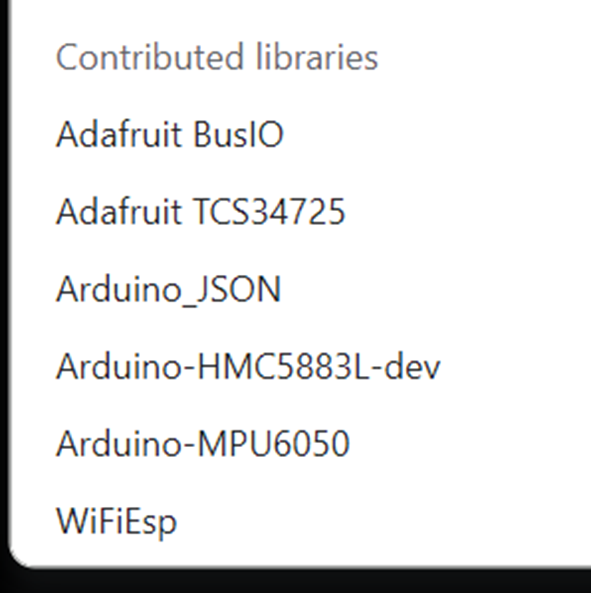 Contributed libraries
Adafruit BusIO
Adafruit TCS34725
Arduino_JSON
Arduino-HMC5883L-dev
Arduino-MPU6050
WiFiEsp